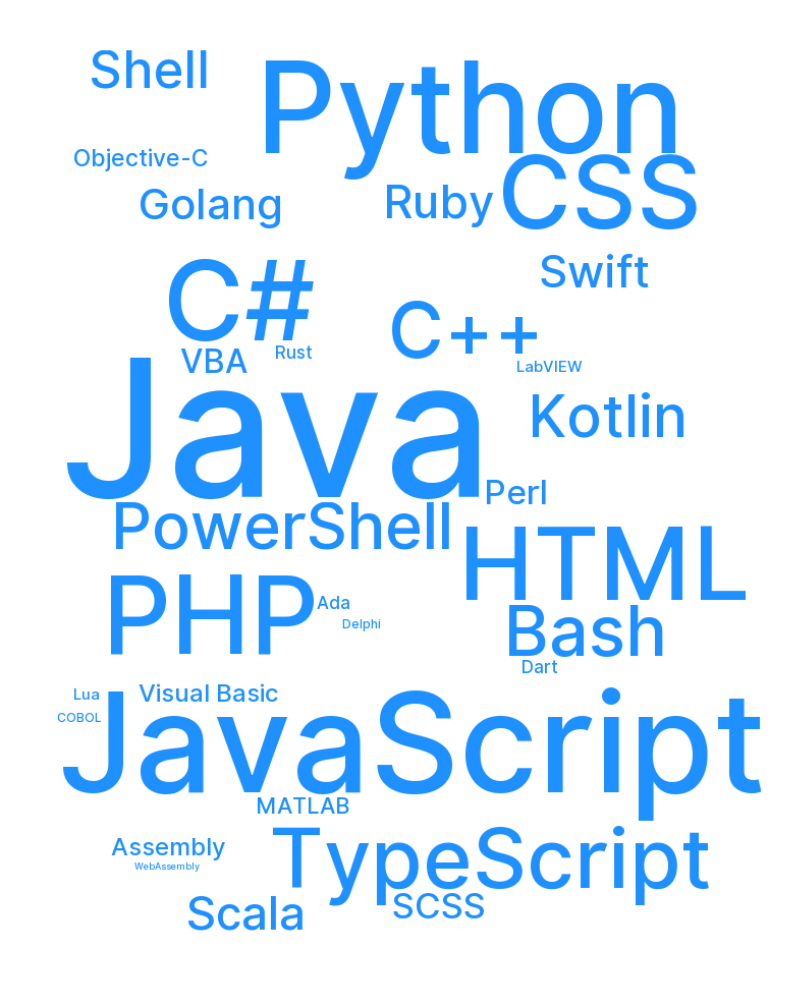 Shell
Python
Objective-C
Golang
Ruby
CSS
Swift
C#
C++
VBA
Rust
LabVIEW
Java
Kotlin
Perl
PowerShell
HTML
PHP
Ada
Delphi
Bash
Dart
Lua
Visual Basic
COBOL
JavaScript
MATLAB
Assembly
TypeScript
WebAssembly
Scala
SCSS